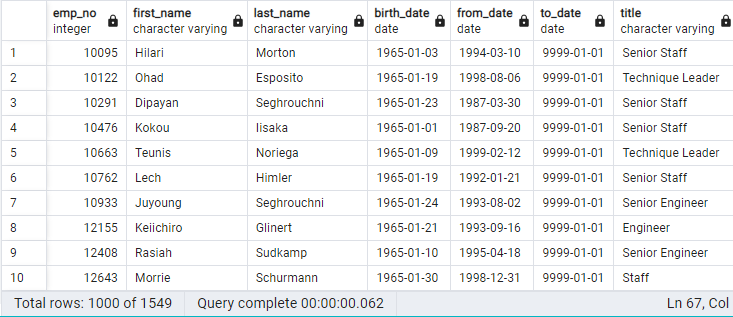 emp_no first_name last_name birth_date from_date to_date title
integer character varying character varying date date date character varying
1 10095 Hilari Morton 1965-01-03 1994-03-10 9999-01-01 Senior Staff
2 10122 Ohad Esposito 1965-01-19 1998-08-06 9999-01-01 Technique Leader
3 10291 Dipayan Seghrouchni 1965-01-23 1987-03-30 9999-01-01 Senior Staff
4 10476 Kokou Iisaka 1965-01-01 1987-09-20 9999-01-01 Senior Staff
5 10663 Teunis Noriega 1965-01-09 1999-02-12 9999-01-01 Technique Leader
6 10762 Lech Himler 1965-01-19 1992-01-21 9999-01-01 Senior Staff
7 10933 Juyoung Seghrouchni 1965-01-24 1993-08-02 9999-01-01 Senior Engineer
8 12155 Keiichiro Glinert 1965-01-21 1993-09-16 9999-01-01 Engineer
9 12408 Rasiah Sudkamp 1965-01-10 1995-04-18 9999-01-01 Senior Engineer
10 12643 Morrie Schurmann 1965-01-30 1998-12-31 9999-01-01 Staff
Total rows: 1000 of 1549 Query complete 00:00:00.062 Ln 67, Col